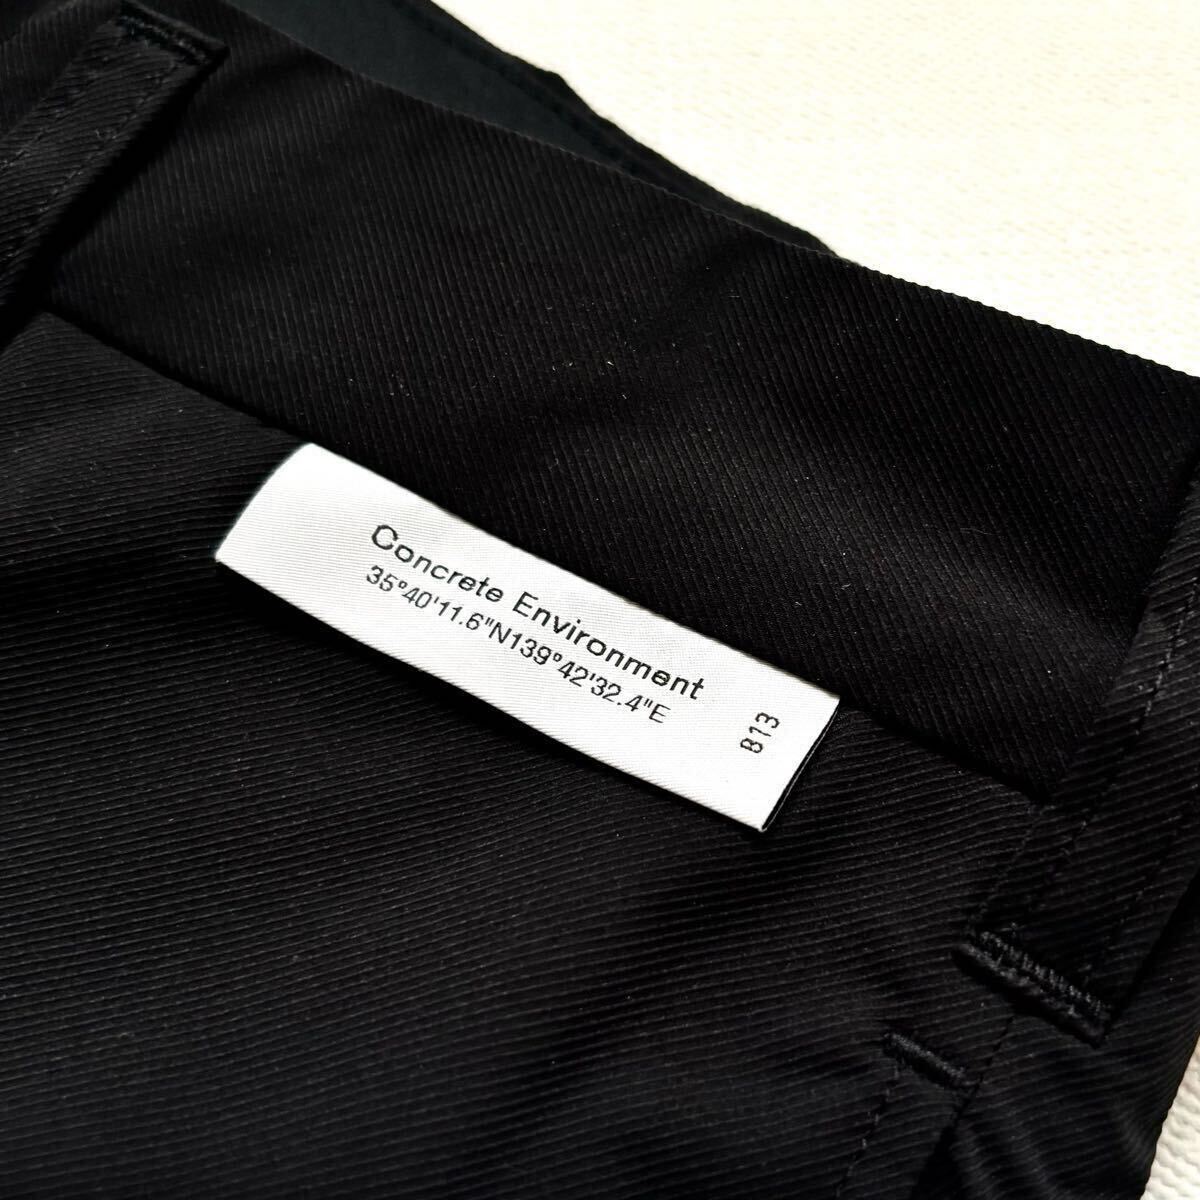 Concrete Environment
35°40'11.6"N139°42'32.4"E
813